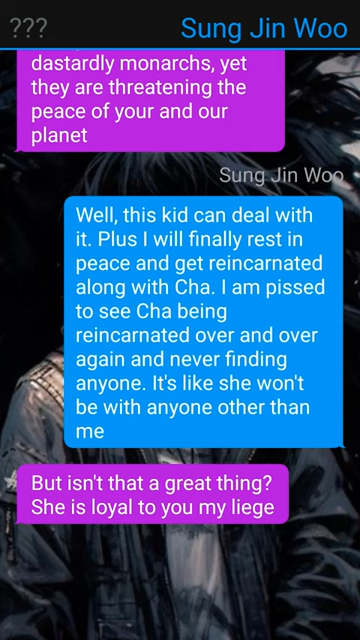 ???
Sung Jin Woo
dastardly monarchs, yet
they are threatening the
peace of your and our
planet
Sung Jin Woo
Well, this kid can deal with
it. Plus I will finally rest in
peace and get reincarnated
along with Cha. I am pissed
to see Cha being
reincarnated over and over
again and never finding
anyone. It's like she won't
be with anyone other than
me
But isn't that a great thing?
She is loyal to you my liege